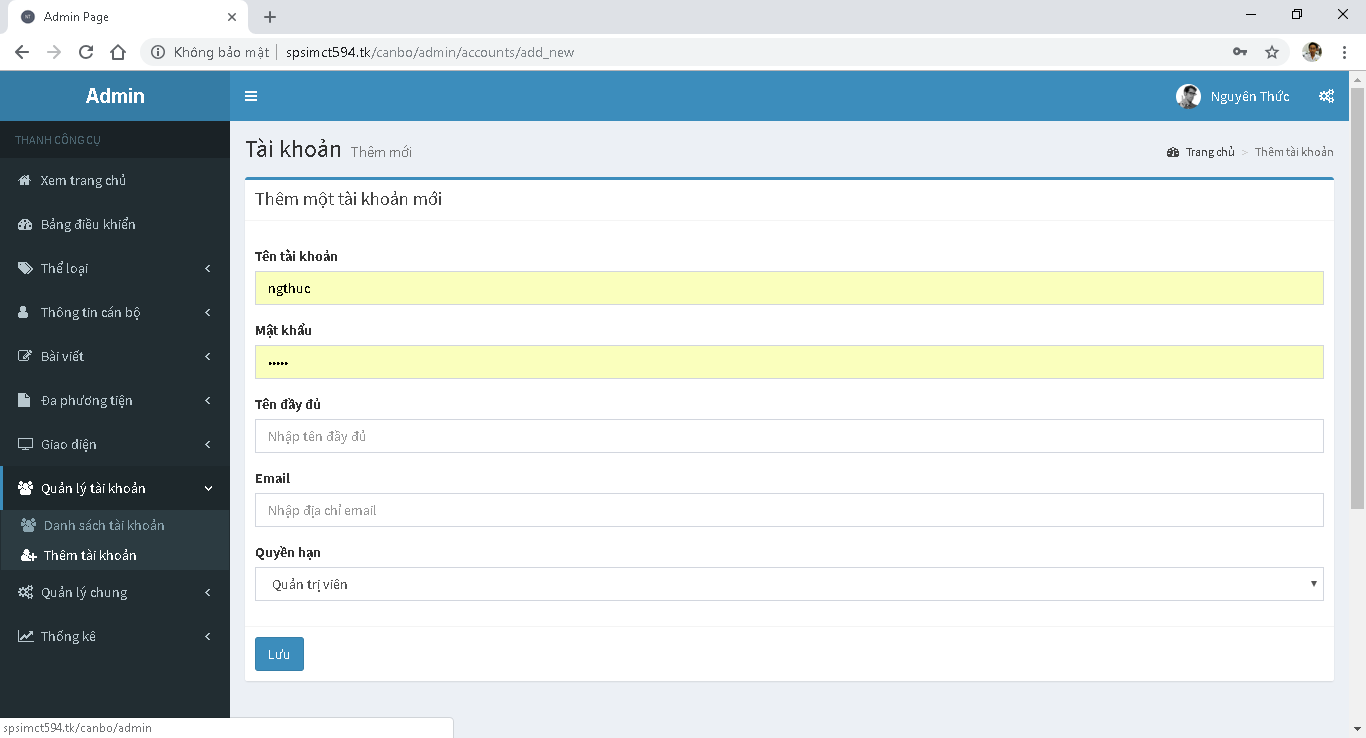 Admin Page
Không bảo mật
spsimct594.tk/canbo/admin/accounts/add_new
Admin
Nguyên Thức
THANH CÔNG CỤ
Xem trang chủ
Bảng điều khiển
Thể loại
Thông tin cán bộ
Bài viết
Đa phương tiện
Giao diện
Quản lý tài khoản
Danh sách tài khoản
Thêm tài khoản
Quản lý chung
Thống kê
Tài khoản Thêm mới
Trang chủ > Thêm tài khoản
Thêm một tài khoản mới
Tên tài khoản
ngthuc
Mật khẩu
•••••
Tên đầy đủ
Nhập tên đầy đủ
Email
Nhập địa chỉ email
Quyền hạn
Quản trị viên
Lưu
spsimct594.tk/canbo/admin